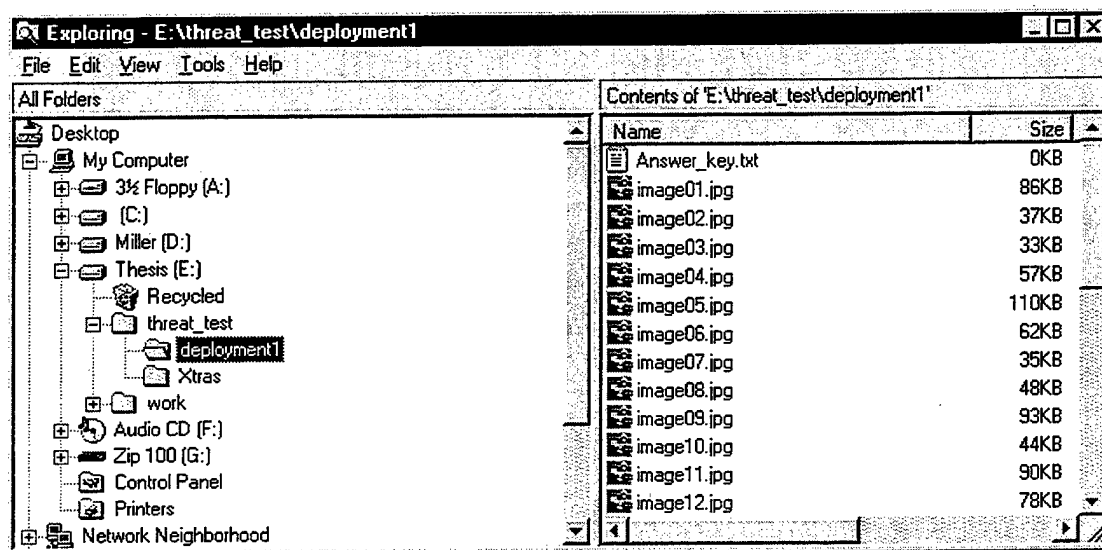 Exploring - E:\threat_test\deployment1
File Edit View Tools Help
All Folders
Desktop
My Computer
3½ Floppy (A:)
(C:)
Miller (D:)
Thesis (E:)
Recycled
threat_test
deployment1
Xtras
work
Audio CD (F:)
Zip 100 (G:)
Control Panel
Printers
Network Neighborhood
Contents of 'E:\threat_test\deployment1'
Name Size
Answer_key.txt 0KB
image01.jpg 86KB
image02.jpg 37KB
image03.jpg 33KB
image04.jpg 57KB
image05.jpg 110KB
image06.jpg 62KB
image07.jpg 35KB
image08.jpg 48KB
image09.jpg 93KB
image10.jpg 44KB
image11.jpg 90KB
image12.jpg 78KB